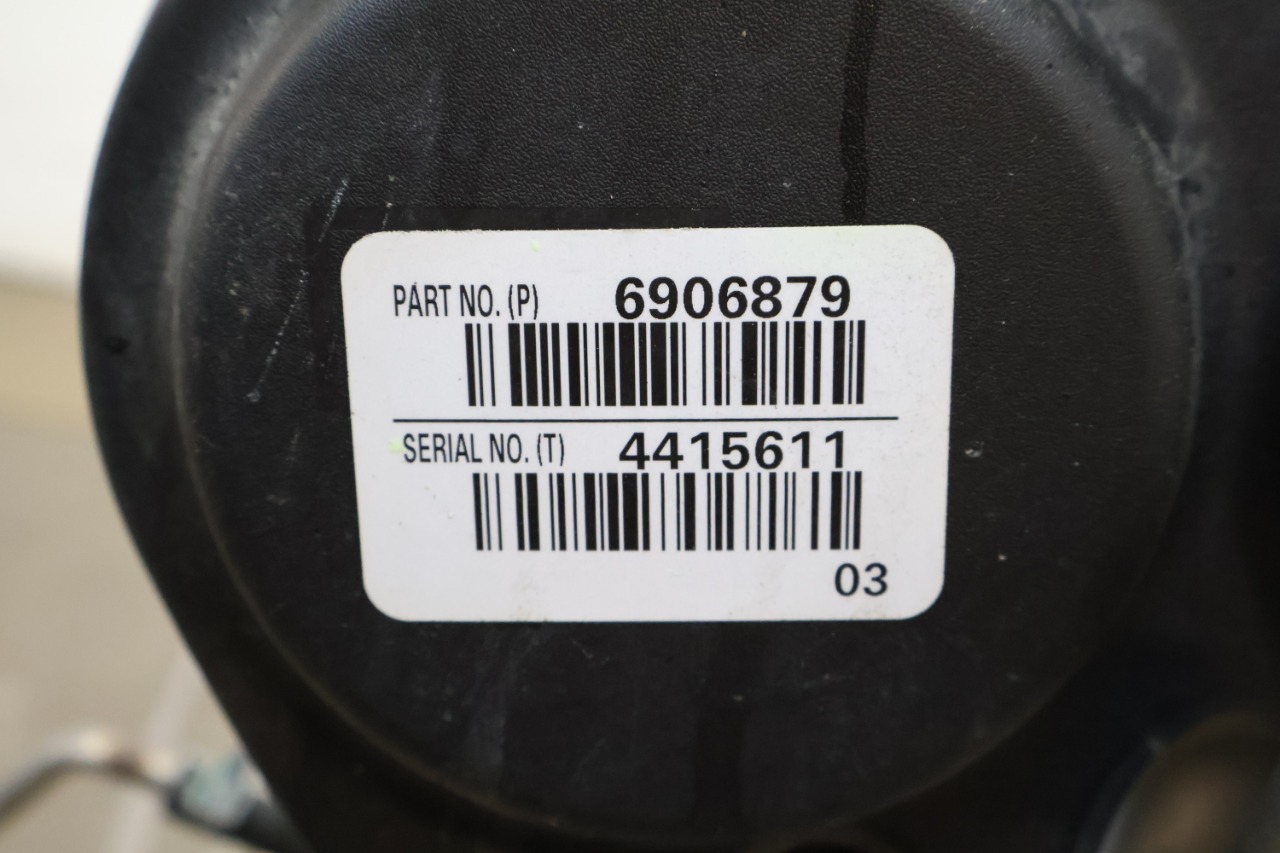 PART NO. (P) 6906879
SERIAL NO. (T) 4415611
03